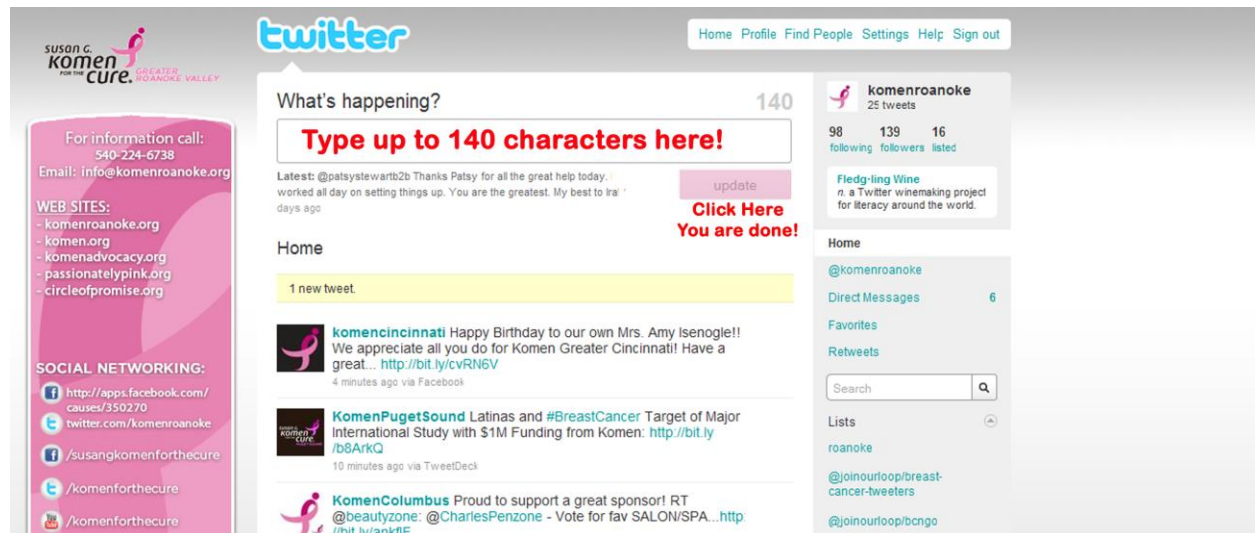 susan G.
komen
FOR THE cure. GREATER
ROANOKE VALLEY
For information call:
540-224-6738
Email: info@komenroanoke.org
WEB SITES:
- komenroanoke.org
- komen.org
- komenadvocacy.org
- passionatelypink.org
- circleofpromise.org
SOCIAL NETWORKING:
http://apps.facebook.com/
causes/350270
twitter.com/komenroanoke
/susangkomenforthecure
/komenforthecure
/komenforthecure
twitter
Home Profile Find People Settings Help Sign out
What's happening? 140
Type up to 140 characters here!
Latest: @patsystewartb2b Thanks Patsy for all the great help today.
worked all day on setting things up. You are the greatest. My best to Ira
days ago
update
Click Here
You are done!
Home
1 new tweet.
komencincinnati Happy Birthday to our own Mrs. Amy Isenogle!!
We appreciate all you do for Komen Greater Cincinnati! Have a
great... http://bit.ly/cvRN6V
4 minutes ago via Facebook
KomenPugetSound Latinas and #BreastCancer Target of Major
International Study with $1M Funding from Komen: http://bit.ly
/b8ArkQ
10 minutes ago via TweetDeck
KomenColumbus Proud to support a great sponsor! RT
@beautyzone: @CharlesPenzone - Vote for fav SALON/SPA...http:
komenroanoke
25 tweets
98 139 16
following followers listed
Fledg·ling Wine
n. a Twitter winemaking project
for literacy around the world.
Home
@komenroanoke
Direct Messages 6
Favorites
Retweets
Search
Lists
roanoke
@joinourloop/breast-
cancer-tweeters
@joinourloop/bcngo